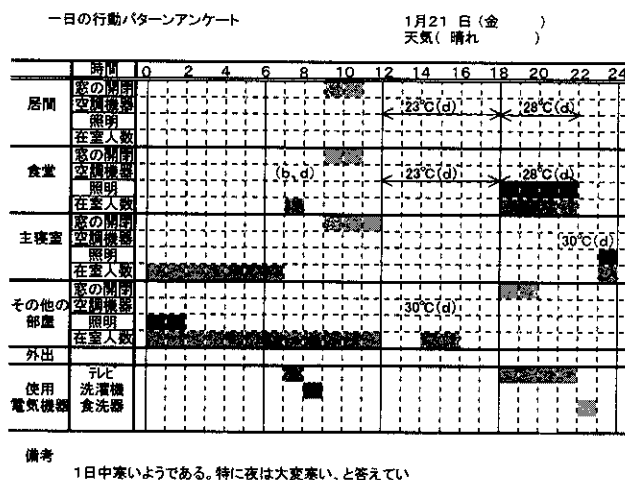 一日の行動パターンアンケート
1月21 日 (金 )
天気( 晴れ )
時間 0 2 4 6 8 10 12 14 16 18 20 22 24
居間
窓の開閉
空調機器 23℃(d) 28℃(d)
照明
在室人数
食堂
窓の開閉
空調機器 (b、d) 23℃(d) 28℃(d)
照明
在室人数
主寝室
窓の開閉
空調機器 30℃(d)
照明
在室人数
その他の部屋
窓の開閉
空調機器 30℃(d)
照明
在室人数
外出
使用電気機器
テレビ
洗濯機
食洗器
備考
1日中寒いようである。特に夜は大変寒い、と答えてい